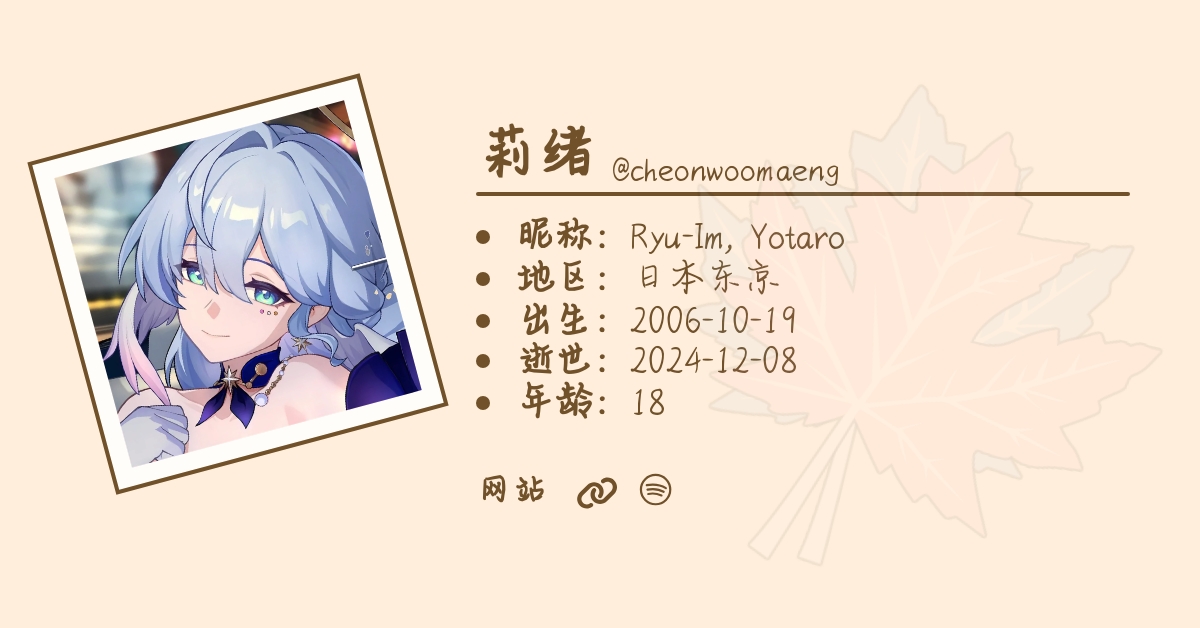 莉绪 @cheonwoomaeng
昵称：Ryu-Im, Yotaro
地区：日本东京
出生：2006-10-19
逝世：2024-12-08
年龄：18
网站